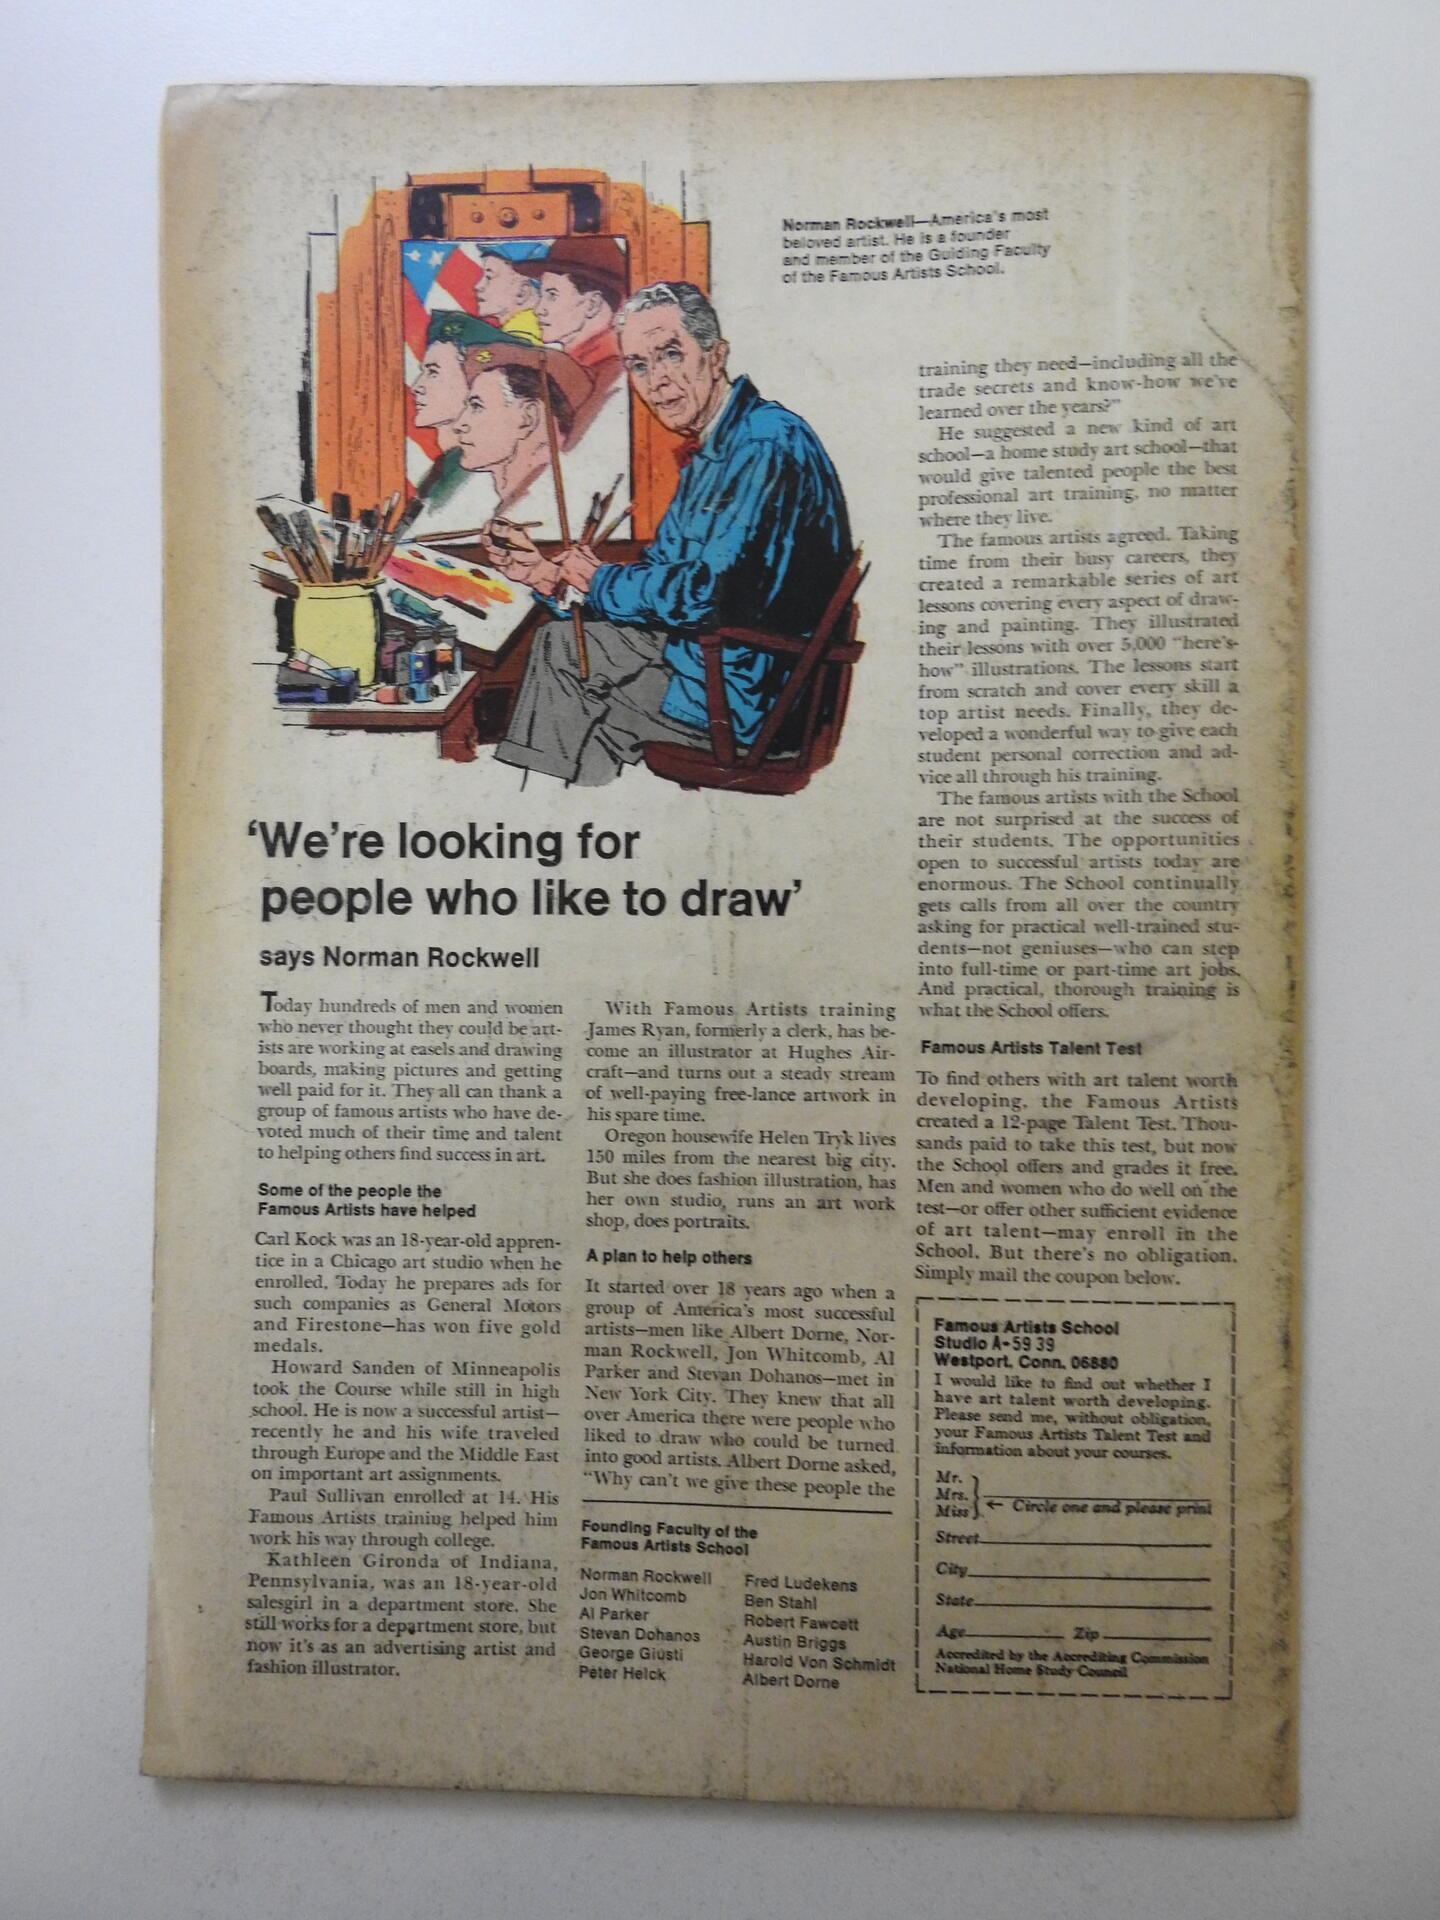 Norman Rockwell—America's most
beloved artist. He is a founder
and member of the Guiding Faculty
of the Famous Artists School.
'We're looking for
people who like to draw'
says Norman Rockwell
Today hundreds of men and women
who never thought they could be art-
ists are working at easels and drawing
boards, making pictures and getting
well paid for it. They all can thank a
group of famous artists who have de-
voted much of their time and talent
to helping others find success in art.
Some of the people the
Famous Artists have helped
Carl Kock was an 18-year-old appren-
tice in a Chicago art studio when he
enrolled. Today he prepares ads for
such companies as General Motors
and Firestone—has won five gold
medals.
Howard Sanden of Minneapolis
took the Course while still in high
school. He is now a successful artist—
recently he and his wife traveled
through Europe and the Middle East
on important art assignments.
Paul Sullivan enrolled at 14. His
Famous Artists training helped him
work his way through college.
Kathleen Gironda of Indiana,
Pennsylvania, was an 18-year-old
salesgirl in a department store. She
still works for a department store, but
now it's as an advertising artist and
fashion illustrator.
With Famous Artists training
James Ryan, formerly a clerk, has be-
come an illustrator at Hughes Air-
craft—and turns out a steady stream
of well-paying free-lance artwork in
his spare time.
Oregon housewife Helen Tryk lives
150 miles from the nearest big city.
But she does fashion illustration, has
her own studio, runs an art work
shop, does portraits.
A plan to help others
It started over 18 years ago when a
group of America's most successful
artists—men like Albert Dorne, Nor-
man Rockwell, Jon Whitcomb, Al
Parker and Stevan Dohanos—met in
New York City. They knew that all
over America there were people who
liked to draw who could be turned
into good artists. Albert Dorne asked,
"Why can't we give these people the
Founding Faculty of the
Famous Artists School
Norman Rockwell
Jon Whitcomb
Al Parker
Stevan Dohanos
George Giusti
Peter Helck
Fred Ludekens
Ben Stahl
Robert Fawcett
Austin Briggs
Harold Von Schmidt
Albert Dorne
training they need—including all the
trade secrets and know-how we've
learned over the years?"
He suggested a new kind of art
school—a home study art school—that
would give talented people the best
professional art training, no matter
where they live.
The famous artists agreed. Taking
time from their busy careers, they
created a remarkable series of art
lessons covering every aspect of draw-
ing and painting. They illustrated
their lessons with over 5,000 "here's-
how" illustrations. The lessons start
from scratch and cover every skill a
top artist needs. Finally, they de-
veloped a wonderful way to give each
student personal correction and ad-
vice all through his training.
The famous artists with the School
are not surprised at the success of
their students. The opportunities
open to successful artists today are
enormous. The School continually
gets calls from all over the country
asking for practical well-trained stu-
dents—not geniuses—who can step
into full-time or part-time art jobs.
And practical, thorough training is
what the School offers.
Famous Artists Talent Test
To find others with art talent worth
developing, the Famous Artists
created a 12-page Talent Test. Thou-
sands paid to take this test, but now
the School offers and grades it free.
Men and women who do well on the
test—or offer other sufficient evidence
of art talent—may enroll in the
School. But there's no obligation.
Simply mail the coupon below.
Famous Artists School
Studio A-5939
Westport, Conn. 06880
I would like to find out whether I
have art talent worth developing.
Please send me, without obligation,
your Famous Artists Talent Test and
information about your courses.
Mr.
Mrs.
Miss ← Circle one and please print
Street
City
State
Age Zip
Accredited by the Accrediting Commission
National Home Study Council